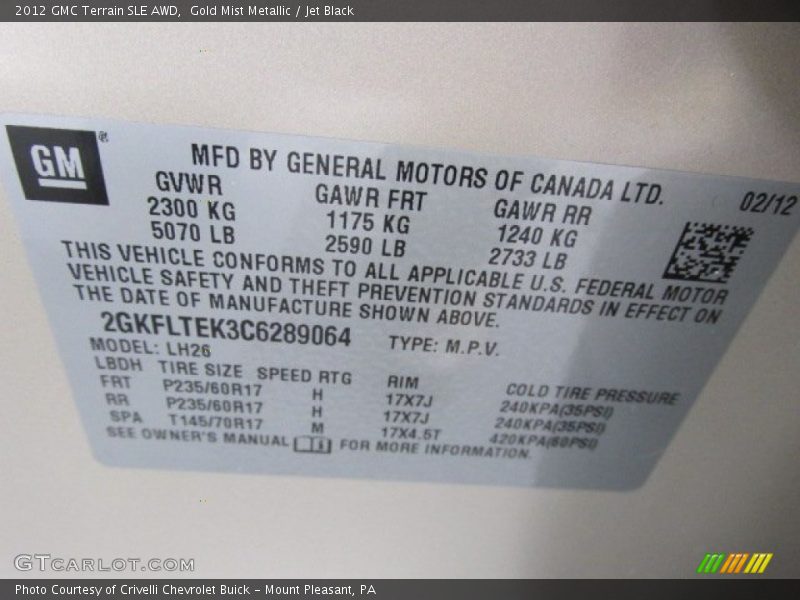 2012 GMC Terrain SLE AWD, Gold Mist Metallic / Jet Black
GM®
MFD BY GENERAL MOTORS OF CANADA LTD.
02/12
GVWR GAWR FRT GAWR RR
2300 KG 1175 KG 1240 KG
5070 LB 2590 LB 2733 LB
THIS VEHICLE CONFORMS TO ALL APPLICABLE U.S. FEDERAL MOTOR
VEHICLE SAFETY AND THEFT PREVENTION STANDARDS IN EFFECT ON
THE DATE OF MANUFACTURE SHOWN ABOVE.
2GKFLTEK3C6289064 TYPE: M.P.V.
MODEL: LH26
LBDH TIRE SIZE SPEED RTG RIM COLD TIRE PRESSURE
FRT P235/60R17 H 17X7J 240KPA(35PSI)
RR P235/60R17 H 17X7J 240KPA(35PSI)
SPA T145/70R17 M 17X4.5T 420KPA(60PSI)
SEE OWNER'S MANUAL FOR MORE INFORMATION.
GTCARLOT.COM
Photo Courtesy of Crivelli Chevrolet Buick - Mount Pleasant, PA